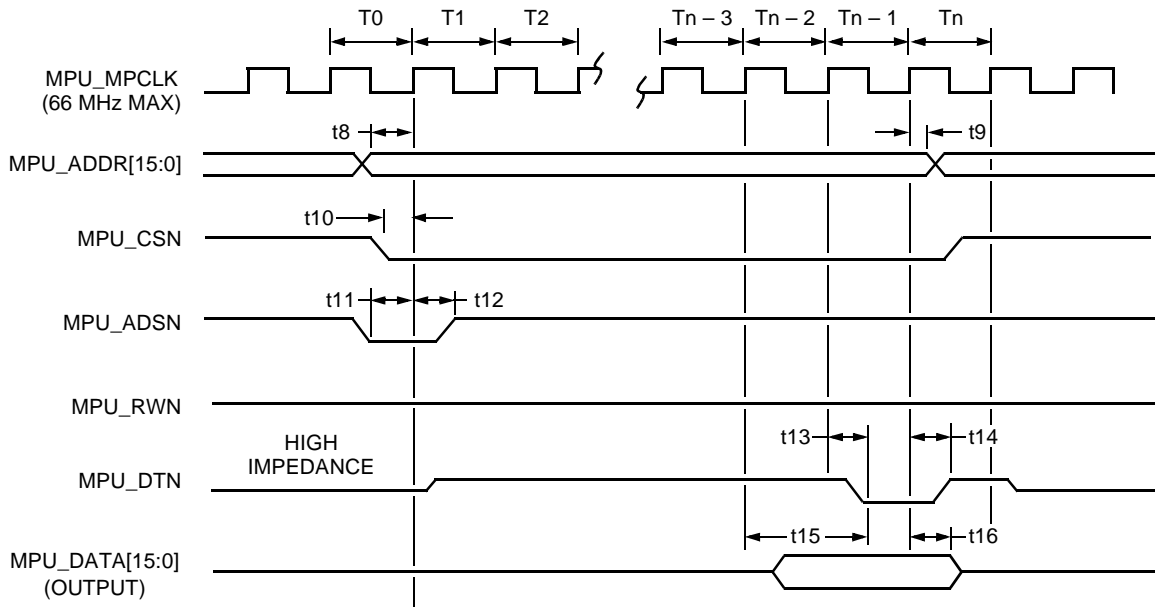 T0 T1 T2 Tn – 3 Tn – 2 Tn – 1 Tn
MPU_MPCLK
(66 MHz MAX)
t8 t9
MPU_ADDR[15:0]
t10
MPU_CSN
t11 t12
MPU_ADSN
MPU_RWN
t13 t14
HIGH
IMPEDANCE
MPU_DTN
t15 t16
MPU_DATA[15:0]
(OUTPUT)